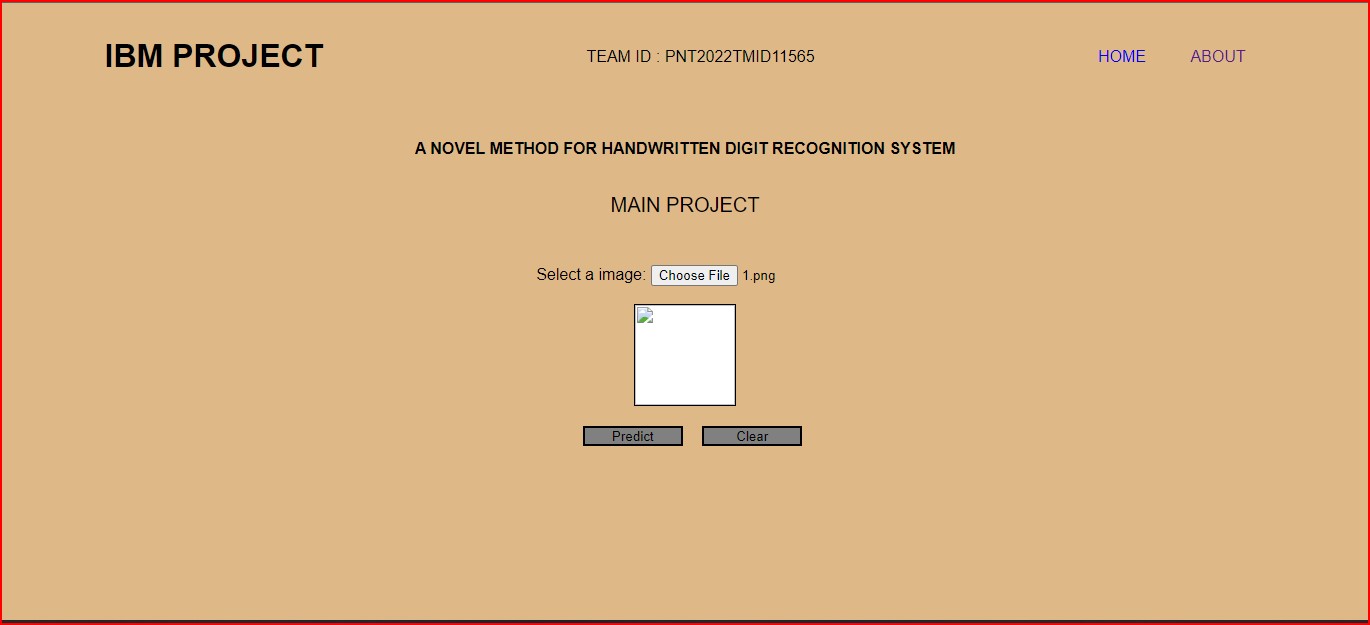 IBM PROJECT TEAM ID : PNT2022TMID11565 HOME ABOUT
A NOVEL METHOD FOR HANDWRITTEN DIGIT RECOGNITION SYSTEM
MAIN PROJECT
Select a image: Choose File 1.png
Predict Clear